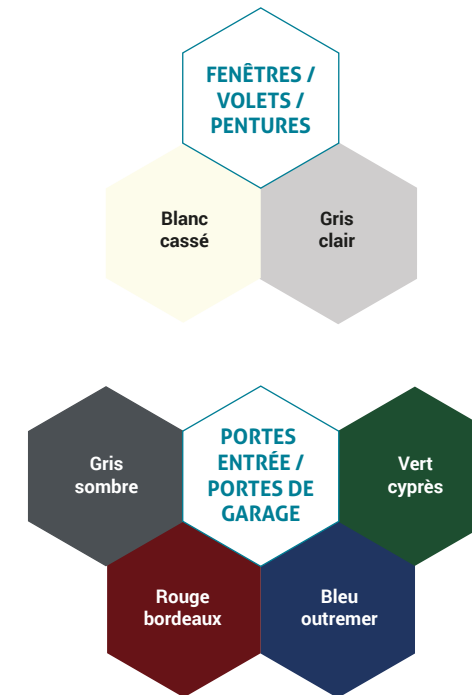 FENÊTRES /
VOLETS /
PENTURES
Blanc
cassé
Gris
clair
Gris
sombre
PORTES
ENTRÉE /
PORTES DE
GARAGE
Vert
cyprès
Rouge
bordeaux
Bleu
outremer